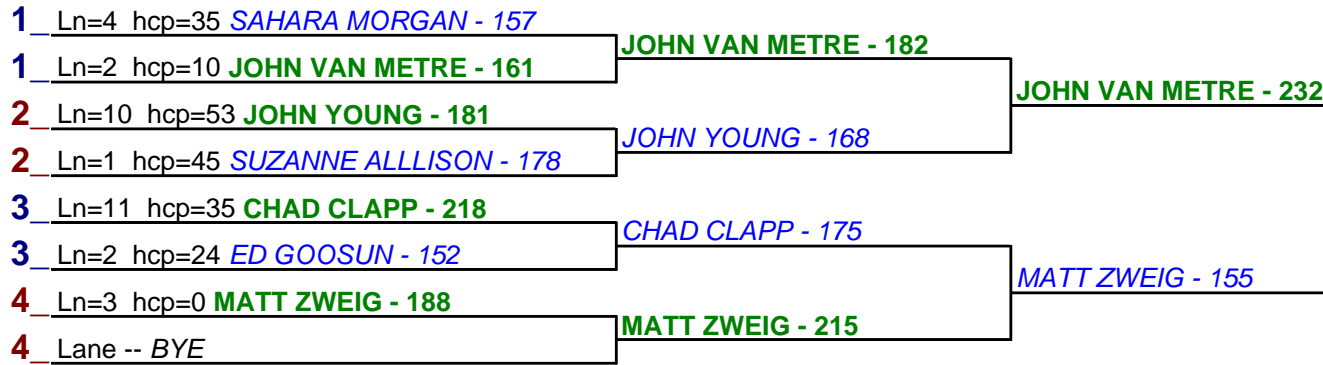 1_ Ln=4 hcp=35 SAHARA MORGAN - 157
JOHN VAN METRE - 182
1_ Ln=2 hcp=10 JOHN VAN METRE - 161
JOHN VAN METRE - 232
2_ Ln=10 hcp=53 JOHN YOUNG - 181
JOHN YOUNG - 168
2_ Ln=1 hcp=45 SUZANNE ALLLISON - 178
3_ Ln=11 hcp=35 CHAD CLAPP - 218
CHAD CLAPP - 175
3_ Ln=2 hcp=24 ED GOOSUN - 152
MATT ZWEIG - 155
4_ Ln=3 hcp=0 MATT ZWEIG - 188
MATT ZWEIG - 215
4_ Lane -- BYE